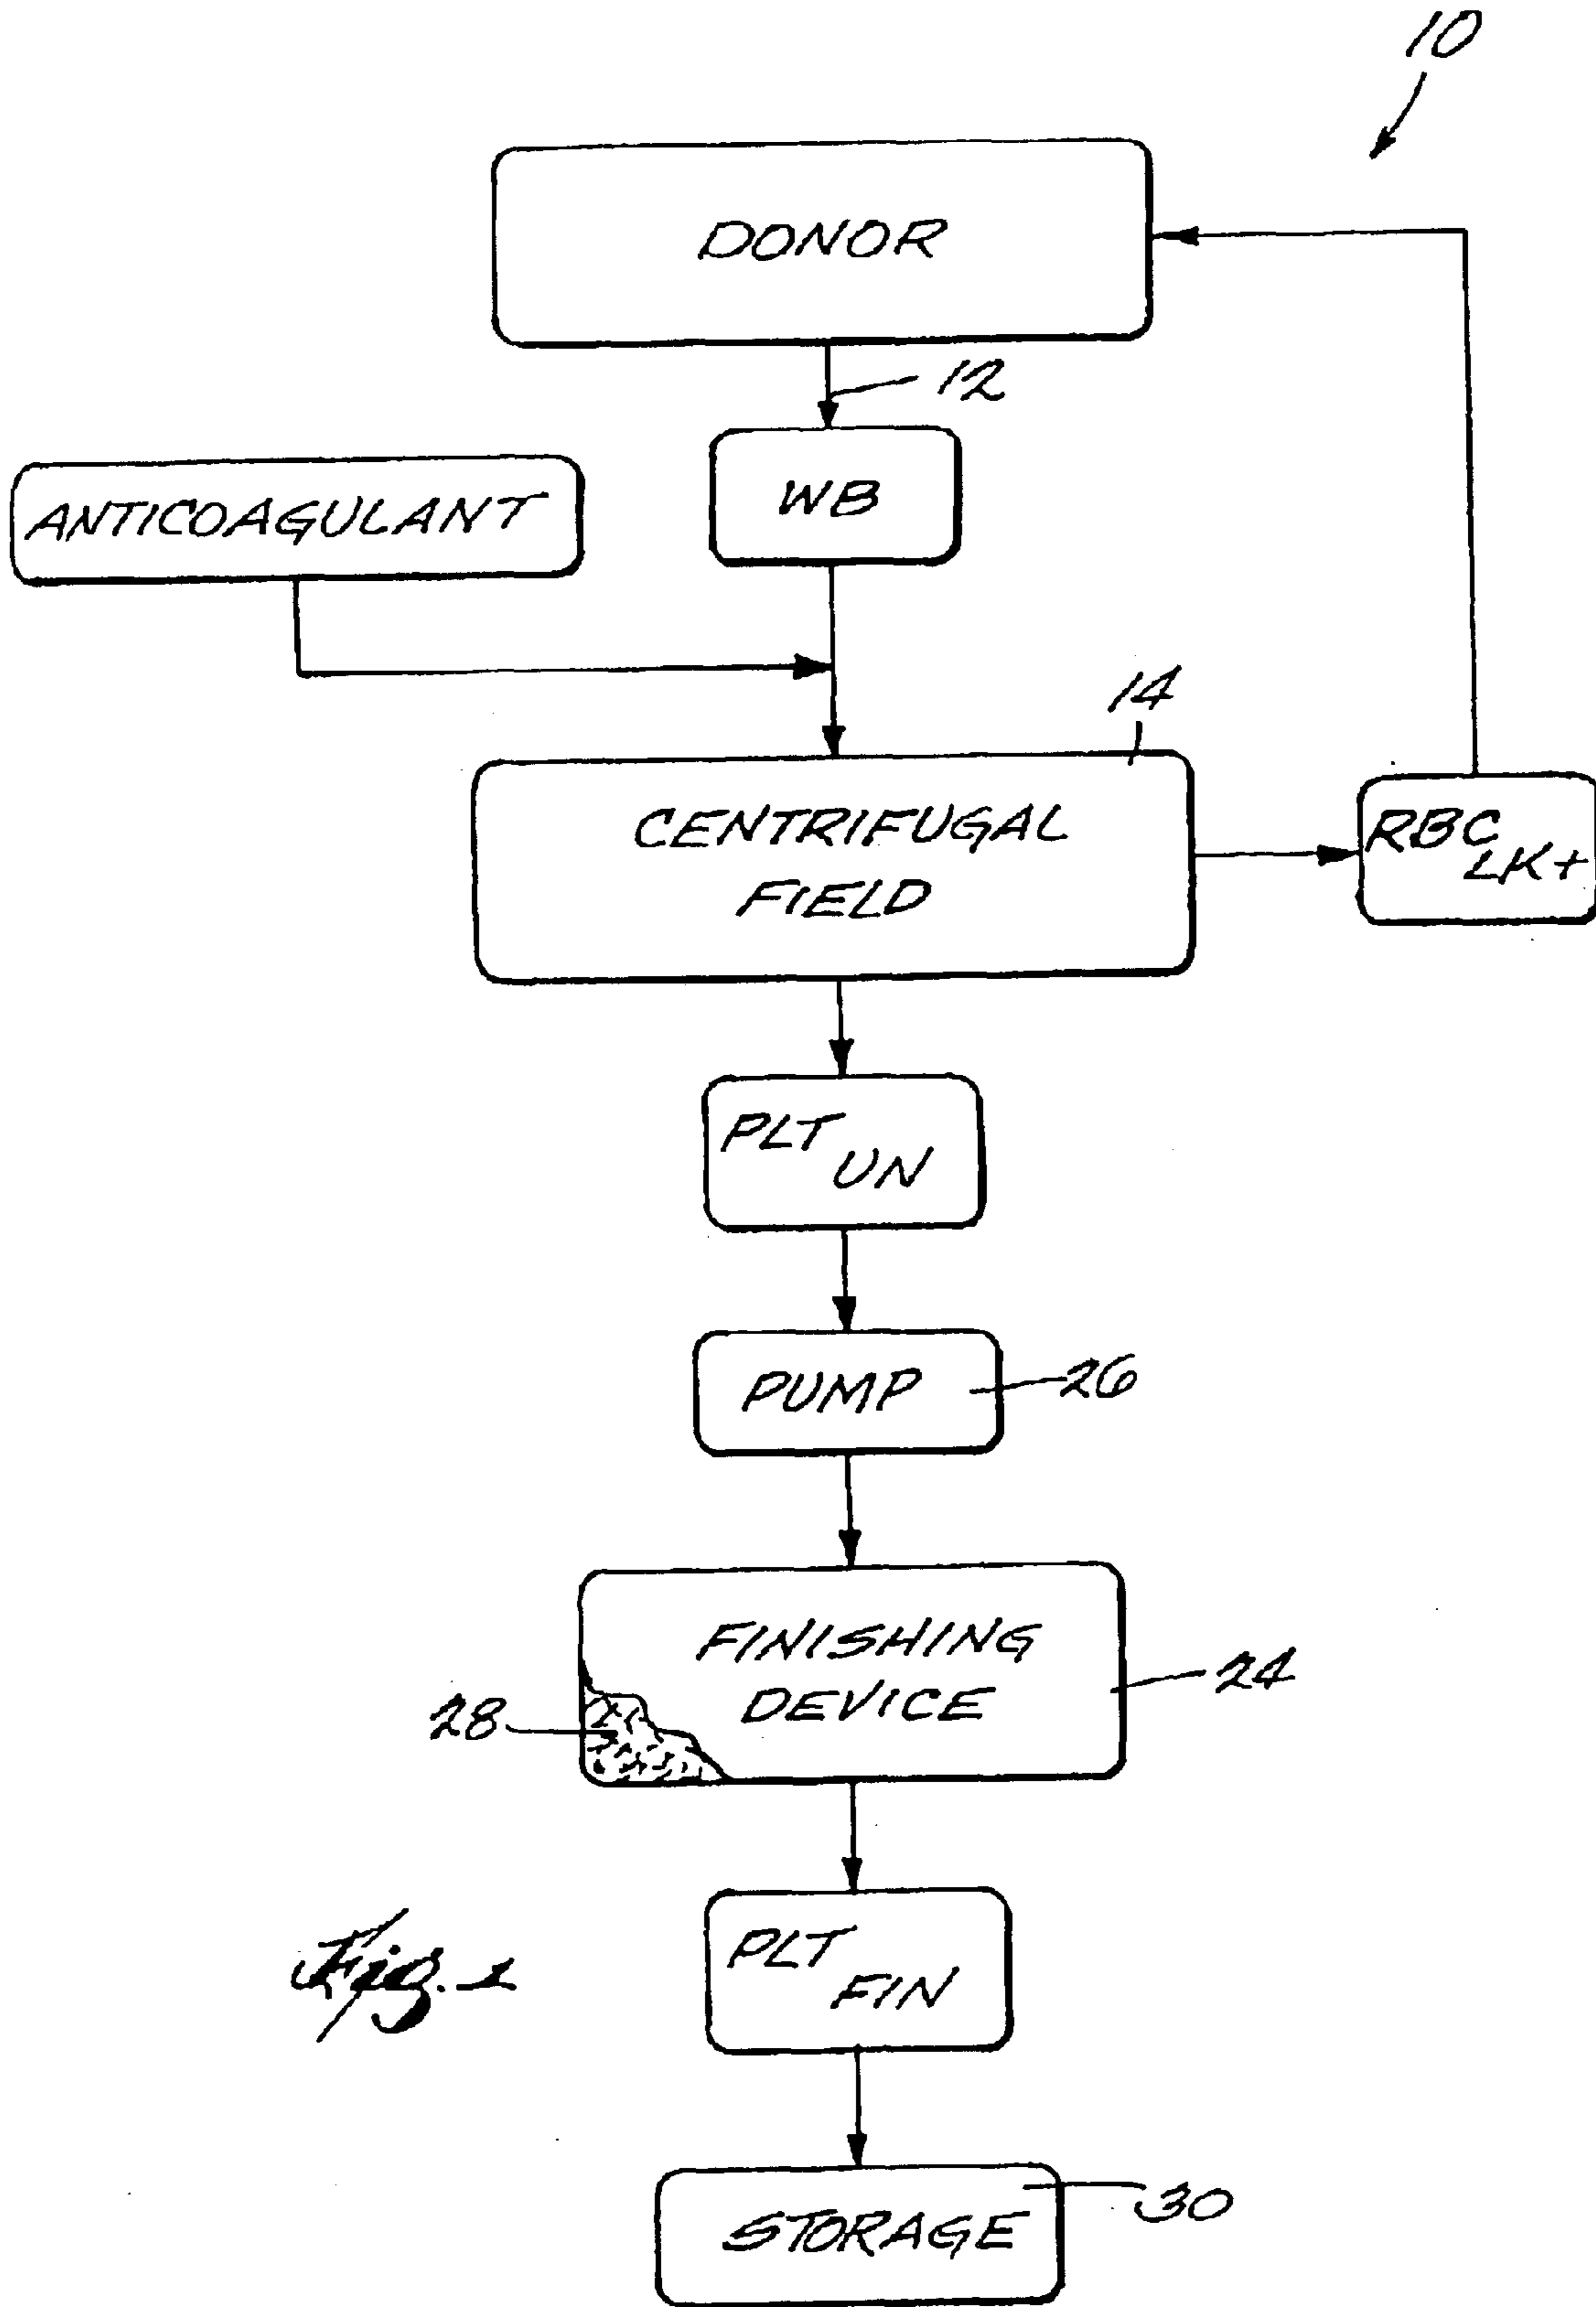 10
DONOR
12
WB
ANTICOAGULANT
14
CENTRIFUGAL
FIELD
RBC
LK+
PLT
UN
PUMP
26
FINISHING
DEVICE
24
28
PLT
FIN
Fig. 1
STORAGE
30